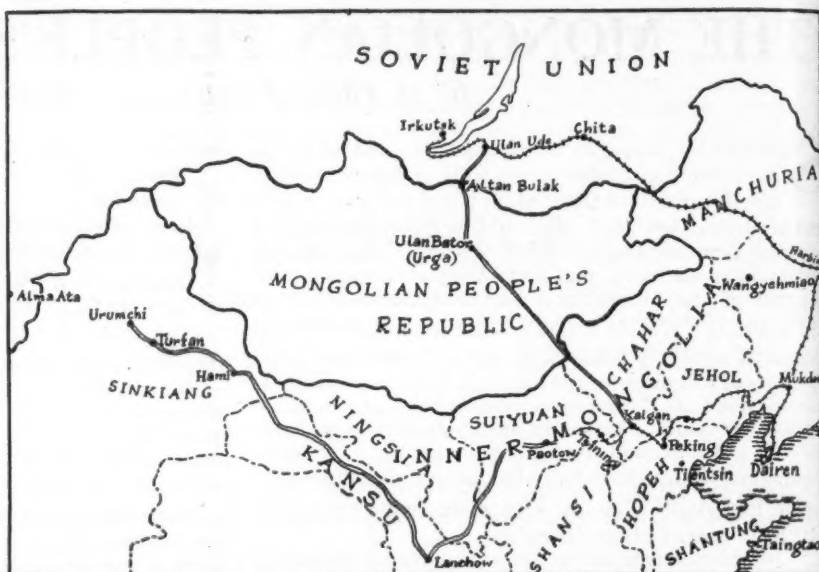 SOVIET UNION
Irkutsk
Ulan Ude
Chita
Altan Bulak
MANCHURIA
Ulan Bator
(Urga)
Wangyehmiao
MONGOLIAN PEOPLE'S
REPUBLIC
Alma Ata
Urumchi
Turfan
Hami
SINKIANG
CHAHAR
JEHOL
Mukden
NINGSIA
SUIYUAN
INNER MONGOLIA
Kalgan
Paotow
Peking
KANSU
Tientsin
Dairen
SHANSI
HOPEH
SHANTUNG
Tsingtao
Lanchow